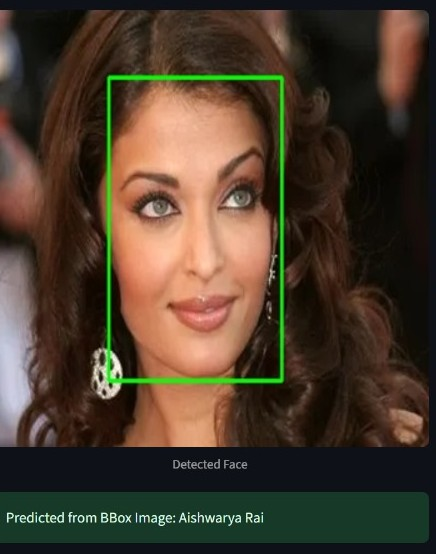 Detected Face
Predicted from BBox Image: Aishwarya Rai